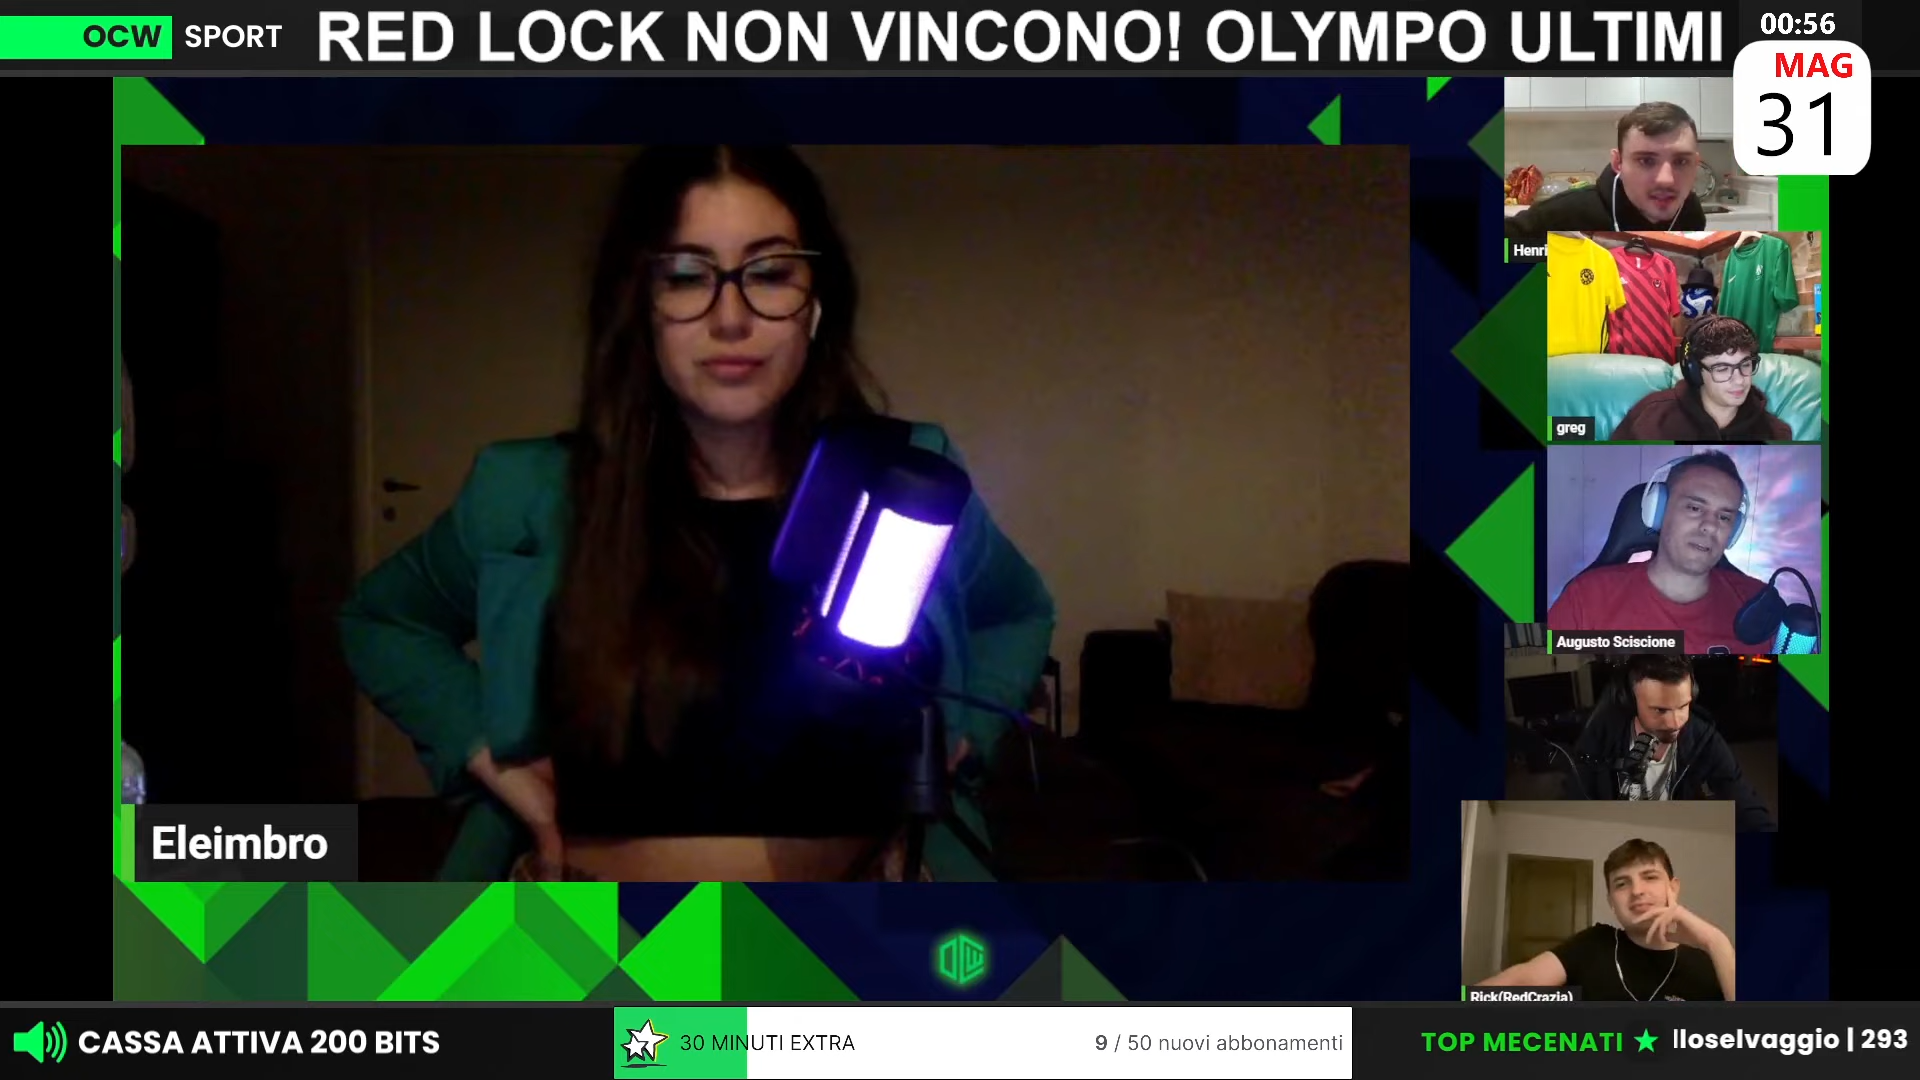 OCW SPORT
RED LOCK NON VINCONO! OLYMPO ULTIMI
00:56
MAG
31
Henri
greg
Augusto Sciscione
Rick(RedCrazia)
Eleimbro
CASSA ATTIVA 200 BITS
30 MINUTI EXTRA
9 / 50 nuovi abbonamenti
TOP MECENATI ★ lloselvaggio | 293